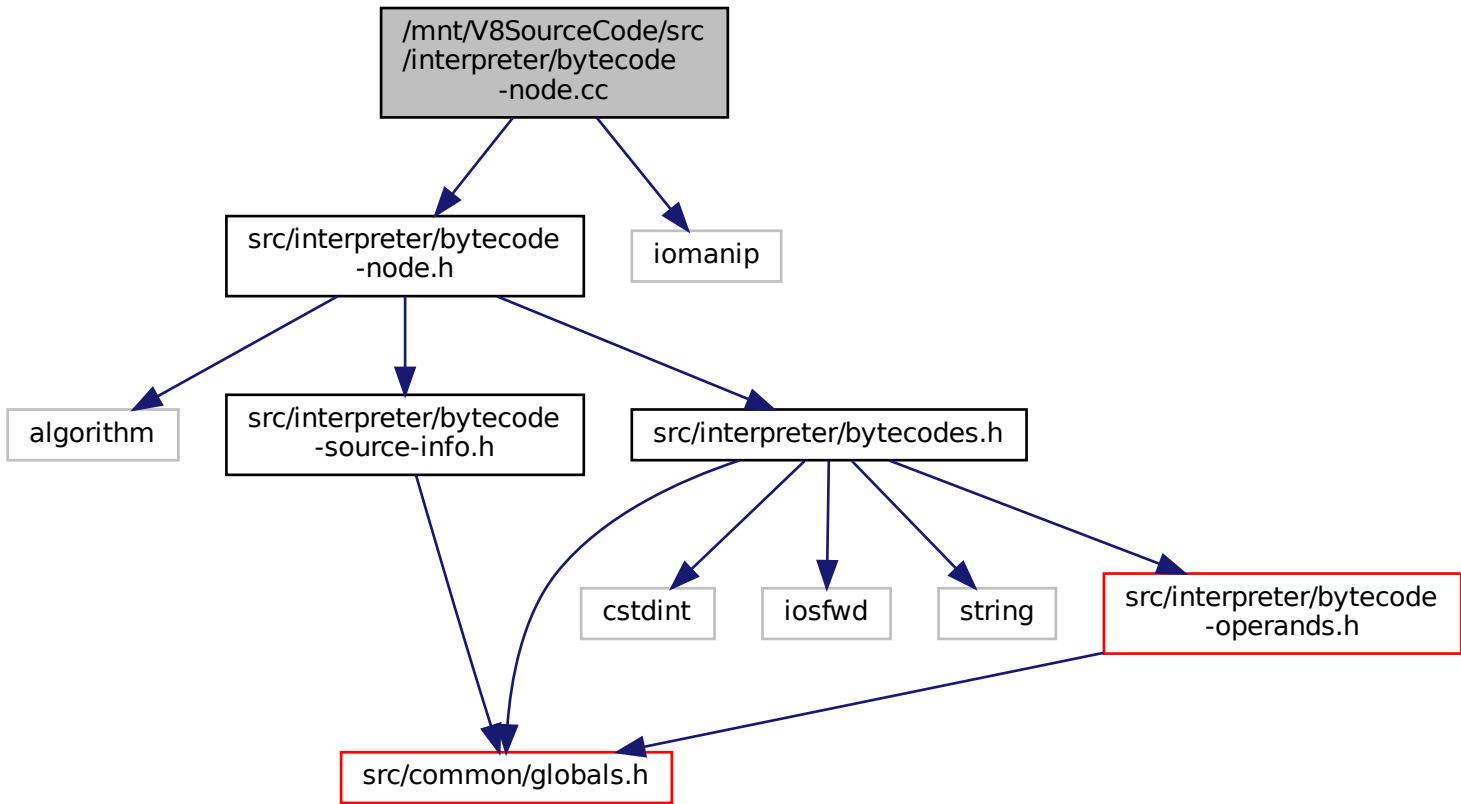 /mnt/V8SourceCode/src
/interpreter/bytecode
-node.cc
src/interpreter/bytecode
-node.h
iomanip
algorithm
src/interpreter/bytecode
-source-info.h
src/interpreter/bytecodes.h
cstdint
iosfwd
string
src/interpreter/bytecode
-operands.h
src/common/globals.h